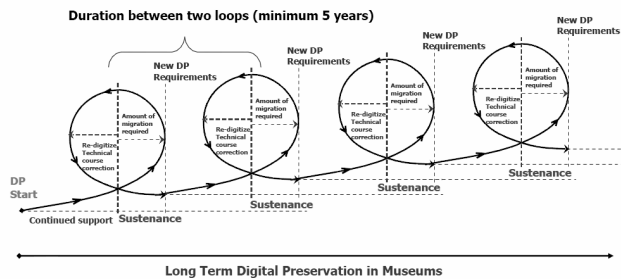 Duration between two loops (minimum 5 years)
New DP
Requirements
New DP
Requirements
New DP
Requirements
New DP
Requirements
Amount of
migration
required
Re-digitize
Technical
course
correction
Amount of
migration
required
Re-digitize
Technical
course
correction
Amount of
migration
required
Re-digitize
Technical
course
correction
Amount of
migration
required
Re-digitize
Technical
course
correction
DP
Start
Continued support
Sustenance
Sustenance
Sustenance
Sustenance
Long Term Digital Preservation in Museums